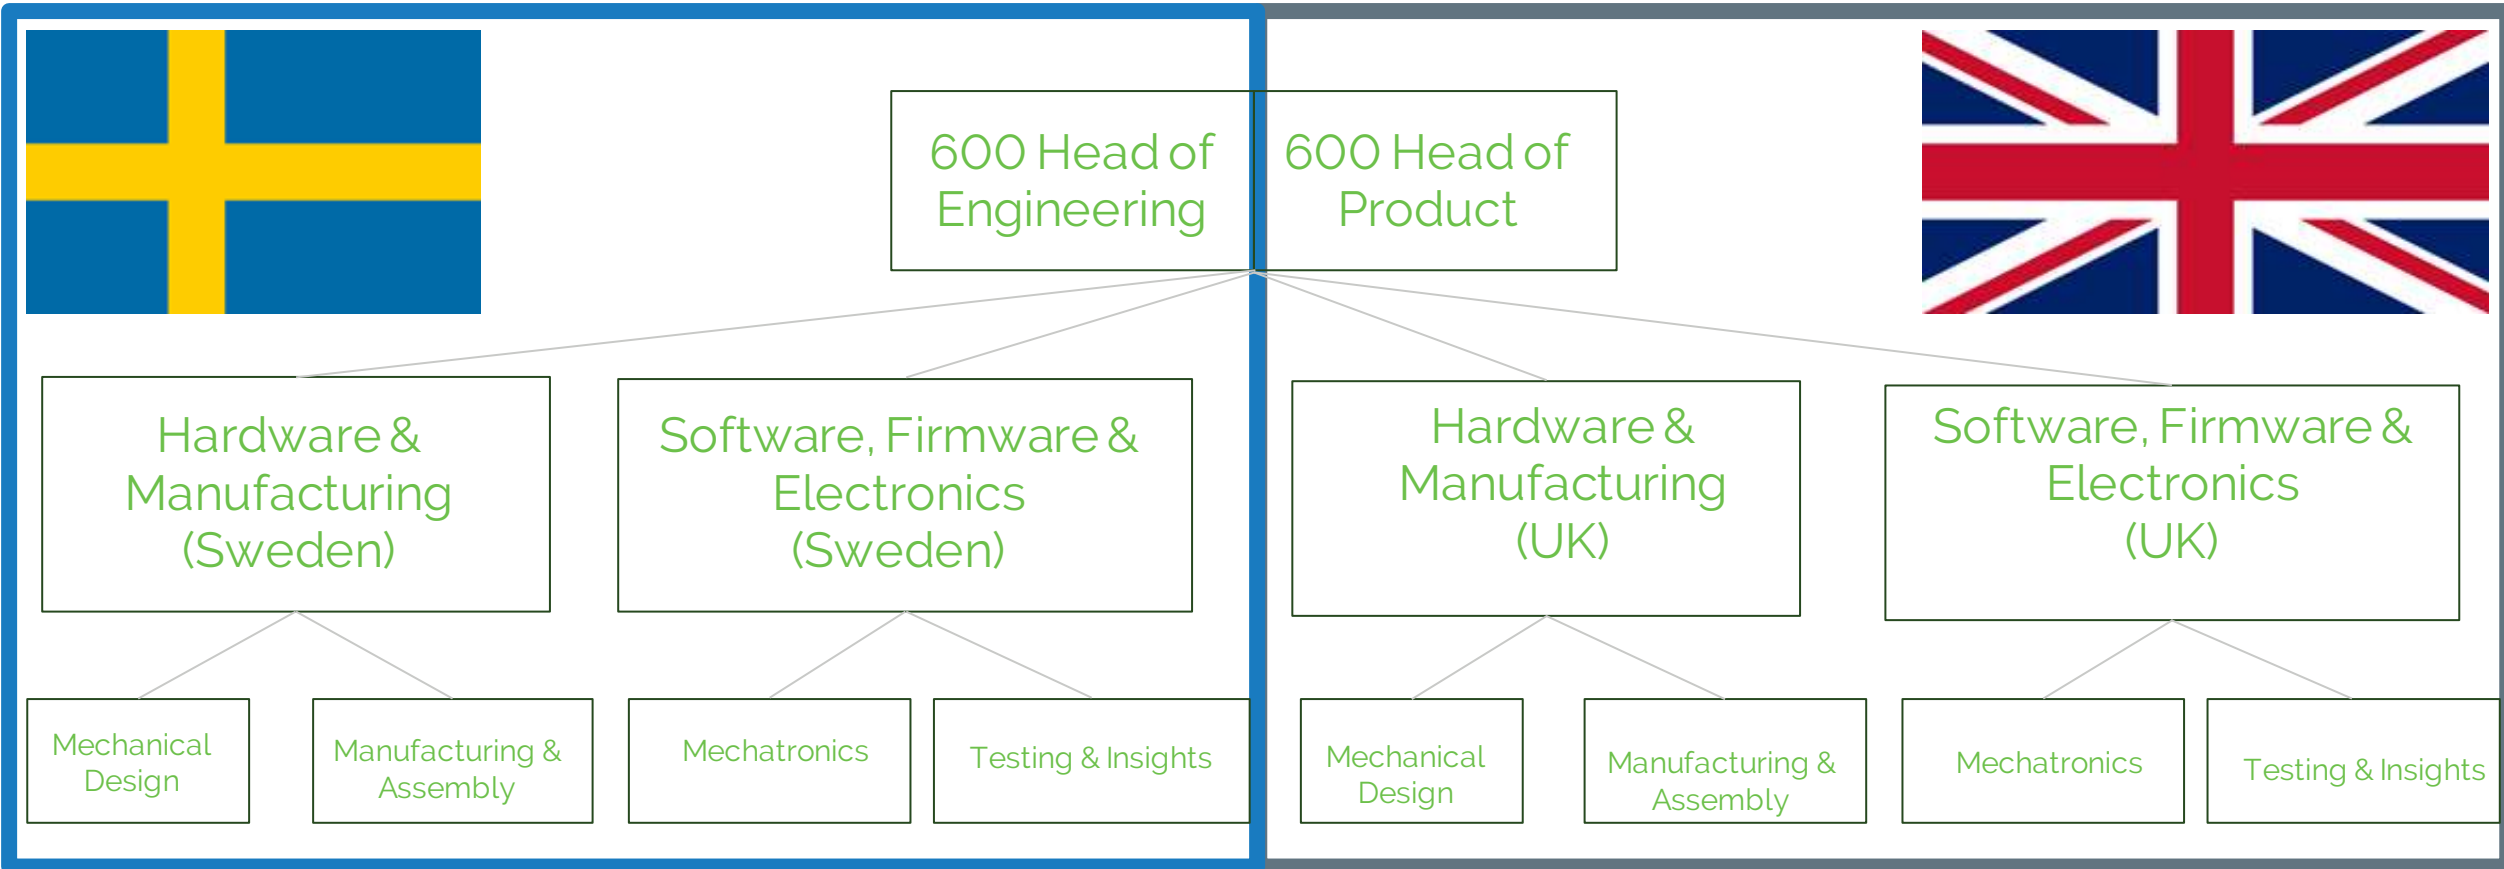 600 Head of
Engineering
600 Head of
Product
Hardware &
Manufacturing
(Sweden)
Software, Firmware &
Electronics
(Sweden)
Hardware &
Manufacturing
(UK)
Software, Firmware &
Electronics
(UK)
Mechanical
Design
Manufacturing &
Assembly
Mechatronics
Testing & Insights
Mechanical
Design
Manufacturing &
Assembly
Mechatronics
Testing & Insights